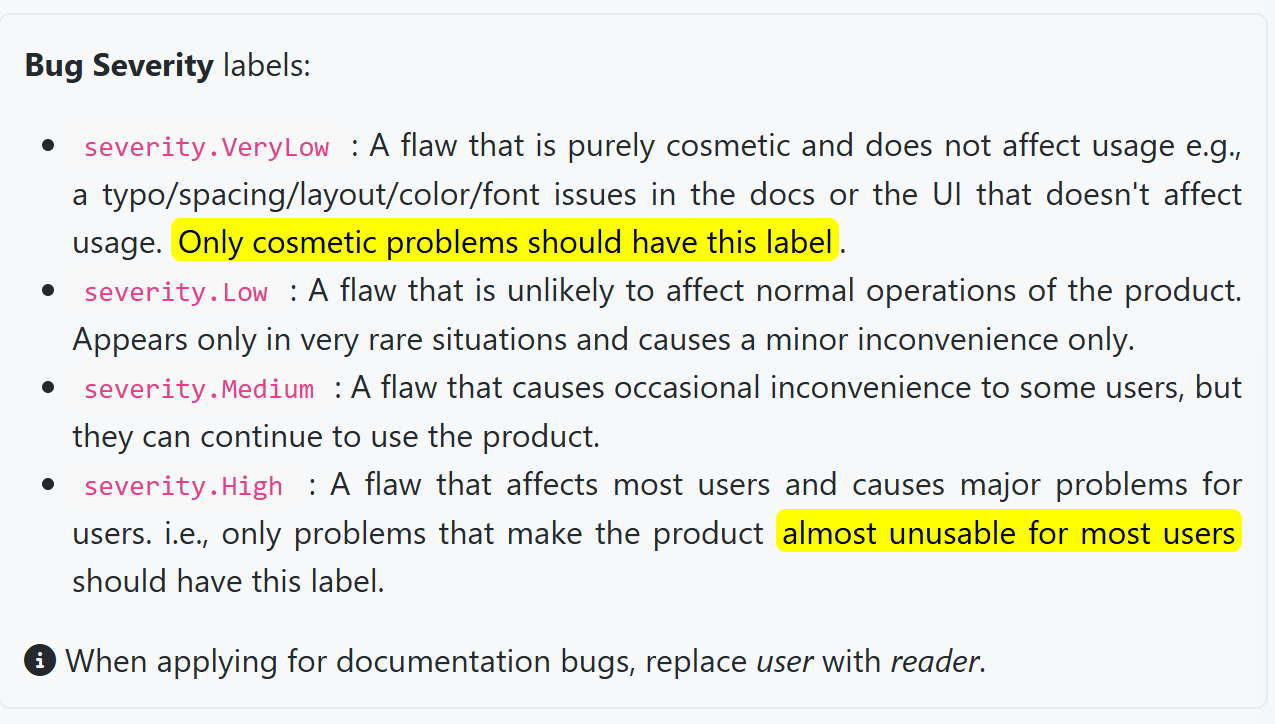 Bug Severity labels:
• severity.VeryLow : A flaw that is purely cosmetic and does not affect usage e.g.,
a typo/spacing/layout/color/font issues in the docs or the UI that doesn't affect
usage. Only cosmetic problems should have this label.
• severity.Low : A flaw that is unlikely to affect normal operations of the product.
Appears only in very rare situations and causes a minor inconvenience only.
• severity.Medium : A flaw that causes occasional inconvenience to some users, but
they can continue to use the product.
• severity.High : A flaw that affects most users and causes major problems for
users. i.e., only problems that make the product almost unusable for most users
should have this label.
When applying for documentation bugs, replace user with reader.